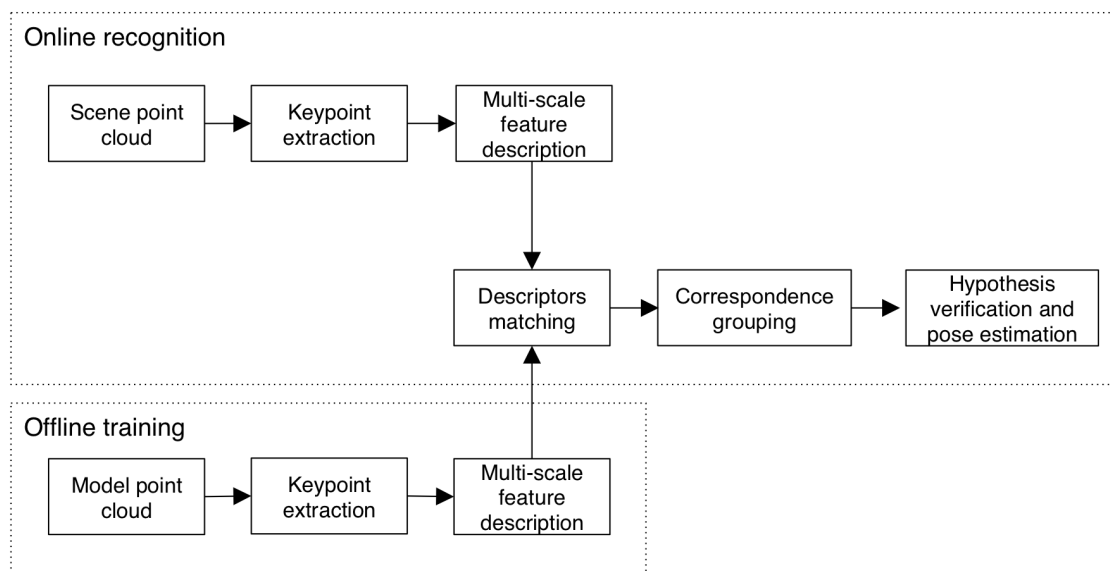 Online recognition
Scene point
cloud
Keypoint
extraction
Multi-scale
feature
description
Descriptors
matching
Correspondence
grouping
Hypothesis
verification and
pose estimation
Offline training
Model point
cloud
Keypoint
extraction
Multi-scale
feature
description